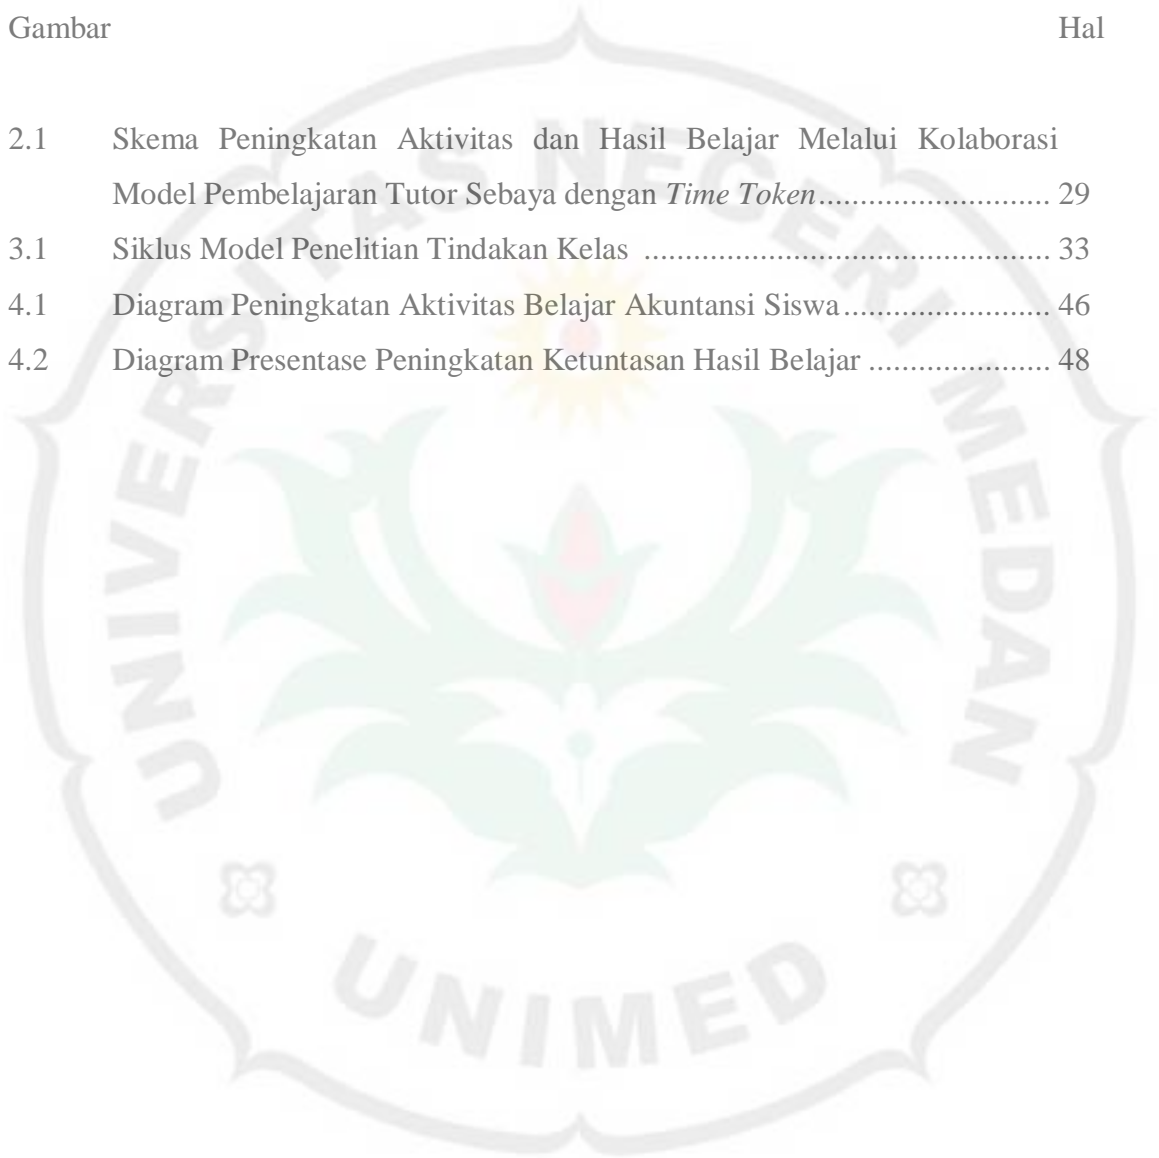 Gambar Hal
2.1 Skema Peningkatan Aktivitas dan Hasil Belajar Melalui Kolaborasi
Model Pembelajaran Tutor Sebaya dengan Time Token.......................... 29
3.1 Siklus Model Penelitian Tindakan Kelas .............................................. 33
4.1 Diagram Peningkatan Aktivitas Belajar Akuntansi Siswa....................... 46
4.2 Diagram Presentase Peningkatan Ketuntasan Hasil Belajar ..................... 48
UNIVERSITAS NEGERI MEDAN
UNIMED